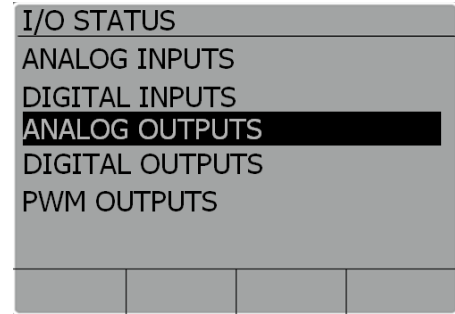 I/O STATUS
ANALOG INPUTS
DIGITAL INPUTS
ANALOG OUTPUTS
DIGITAL OUTPUTS
PWM OUTPUTS